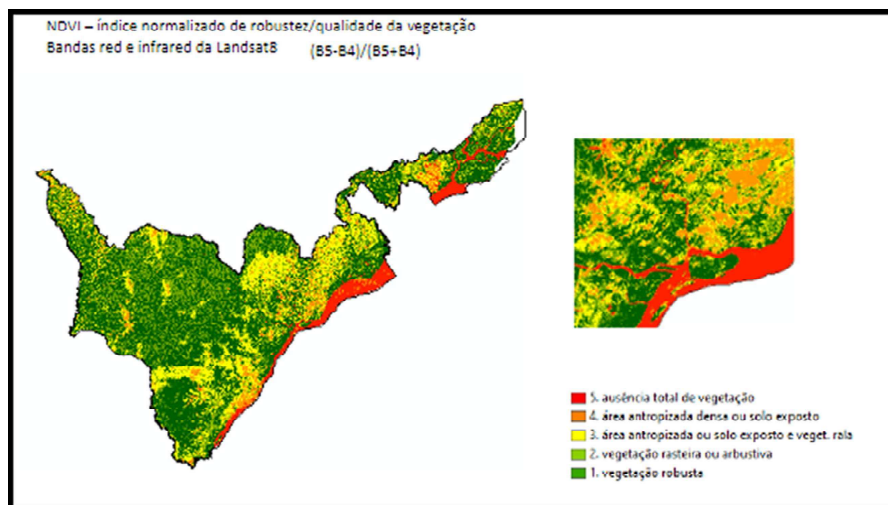 NDVI – índice normalizado de robustez/qualidade da vegetação
Bandas red e infrared da Landsat8 (B5-B4)/(B5+B4)
5. ausência total de vegetação
4. área antropizada densa ou solo exposto
3. área antropizada ou solo exposto e veget. rala
2. vegetação rasteira ou arbustiva
1. vegetação robusta